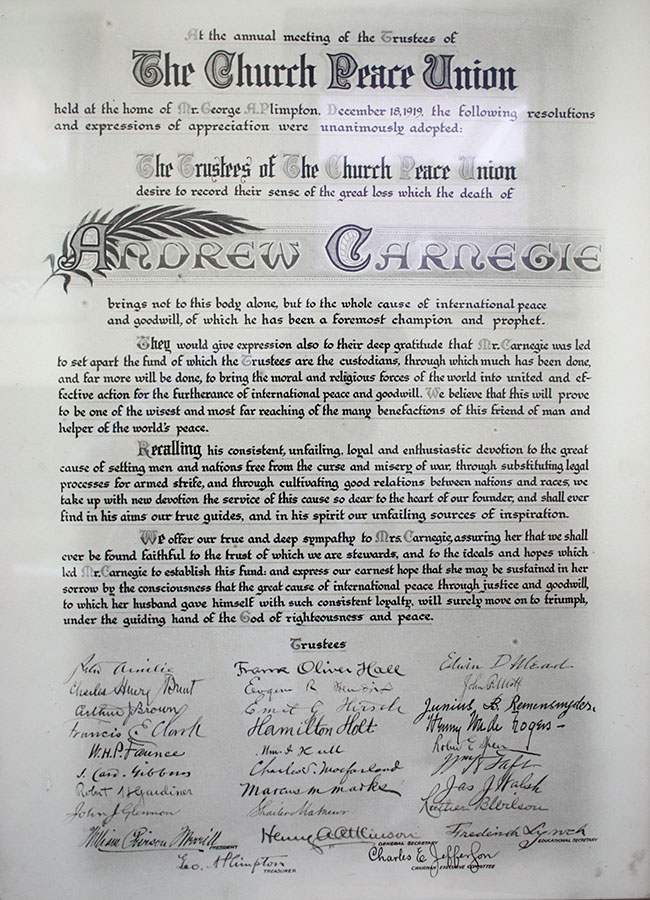 At the annual meeting of the Trustees of
The Church Peace Union
held at the home of Mr. George A. Plimpton, December 18, 1919, the following resolutions
and expressions of appreciation were unanimously adopted:
The Trustees of The Church Peace Union
desire to record their sense of the great loss which the death of
ANDREW CARNEGIE
brings not to this body alone, but to the whole cause of international peace
and goodwill, of which he has been a foremost champion and prophet.
They would give expression also to their deep gratitude that Mr. Carnegie was led
to set apart the fund of which the Trustees are the custodians, through which much has been done,
and far more will be done, to bring the moral and religious forces of the world into united and ef-
fective action for the furtherance of international peace and goodwill. We believe that this will prove
to be one of the wisest and most far reaching of the many benefactions of this friend of man and
helper of the world's peace.
Recalling his consistent, unfailing, loyal and enthusiastic devotion to the great
cause of setting men and nations free from the curse and misery of war, through substituting legal
processes for armed strife, and through cultivating good relations between nations and races, we
take up with new devotion the service of this cause so dear to the heart of our founder, and shall ever
find in his aims our true guides, and in his spirit our unfailing sources of inspiration.
We offer our true and deep sympathy to Mrs. Carnegie, assuring her that we shall
ever be found faithful to the trust of which we are stewards, and to the ideals and hopes which
led Mr. Carnegie to establish this fund: and express our earnest hope that she may be sustained in her
sorrow by the consciousness that the great cause of international peace through justice and goodwill,
to which her husband gave himself with such consistent loyalty, will surely move on to triumph,
under the guiding hand of the God of righteousness and peace.
Trustees
Peter Ainslie Frank Oliver Hall Edwin D Mead
Charles Henry Brent Eugene R John R Mott
Arthur J Brown Emil G Hirsch Junius B. Remensnyder
Francis E Clark Hamilton Holt Henry Wade Rogers
W.H.P. Faunce Wm I Hull Robert E Speer
J. Card. Gibbons Charles S. Macfarland Wm H Taft
Robert H Gardiner Marcus M Marks Jas J Walsh
John J Glennon Shailer Mathews Luther B Wilson
William Pierson Merrill PRESIDENT Henry A Atkinson GENERAL SECRETARY Frederick Lynch EDUCATIONAL SECRETARY
Geo. A Plimpton TREASURER Charles E Jefferson CHAIRMAN EXECUTIVE COMMITTEE